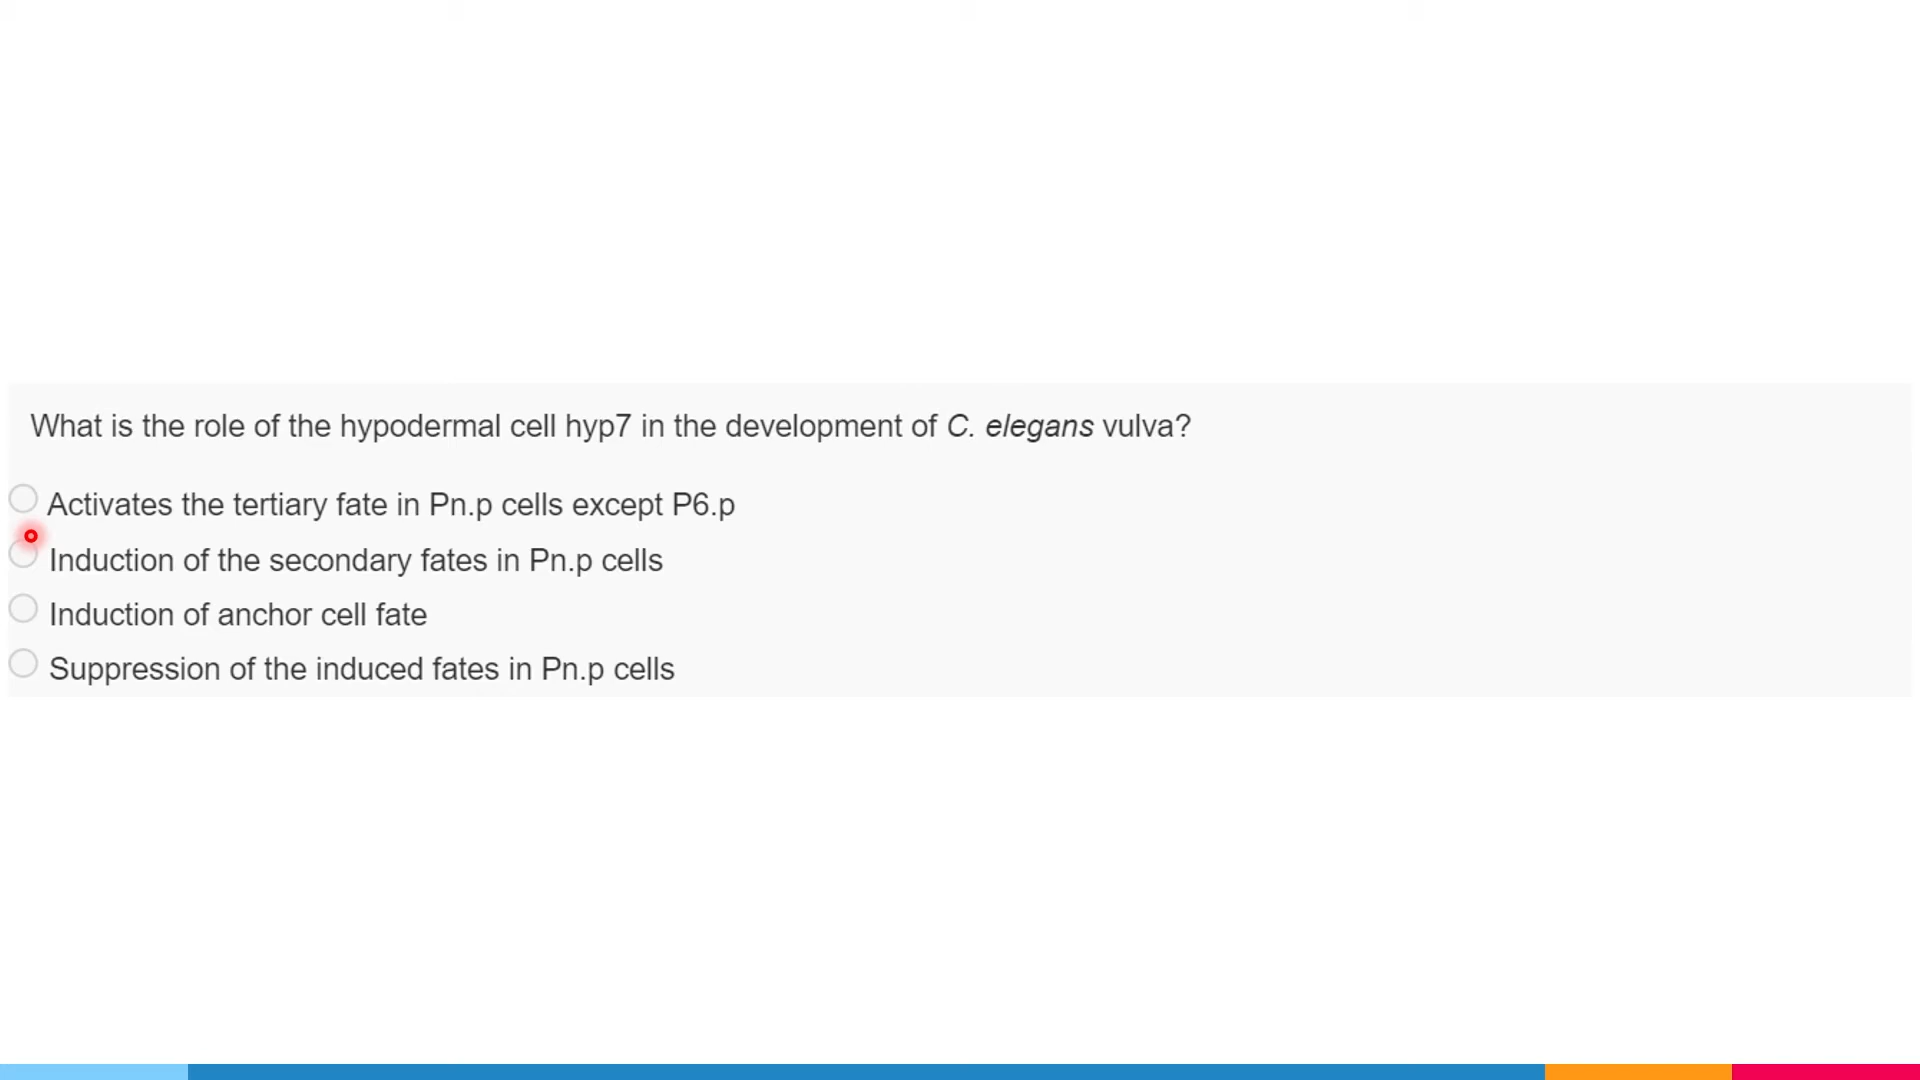 What is the role of the hypodermal cell hyp7 in the development of C. elegans vulva?
Activates the tertiary fate in Pn.p cells except P6.p
Induction of the secondary fates in Pn.p cells
Induction of anchor cell fate
Suppression of the induced fates in Pn.p cells